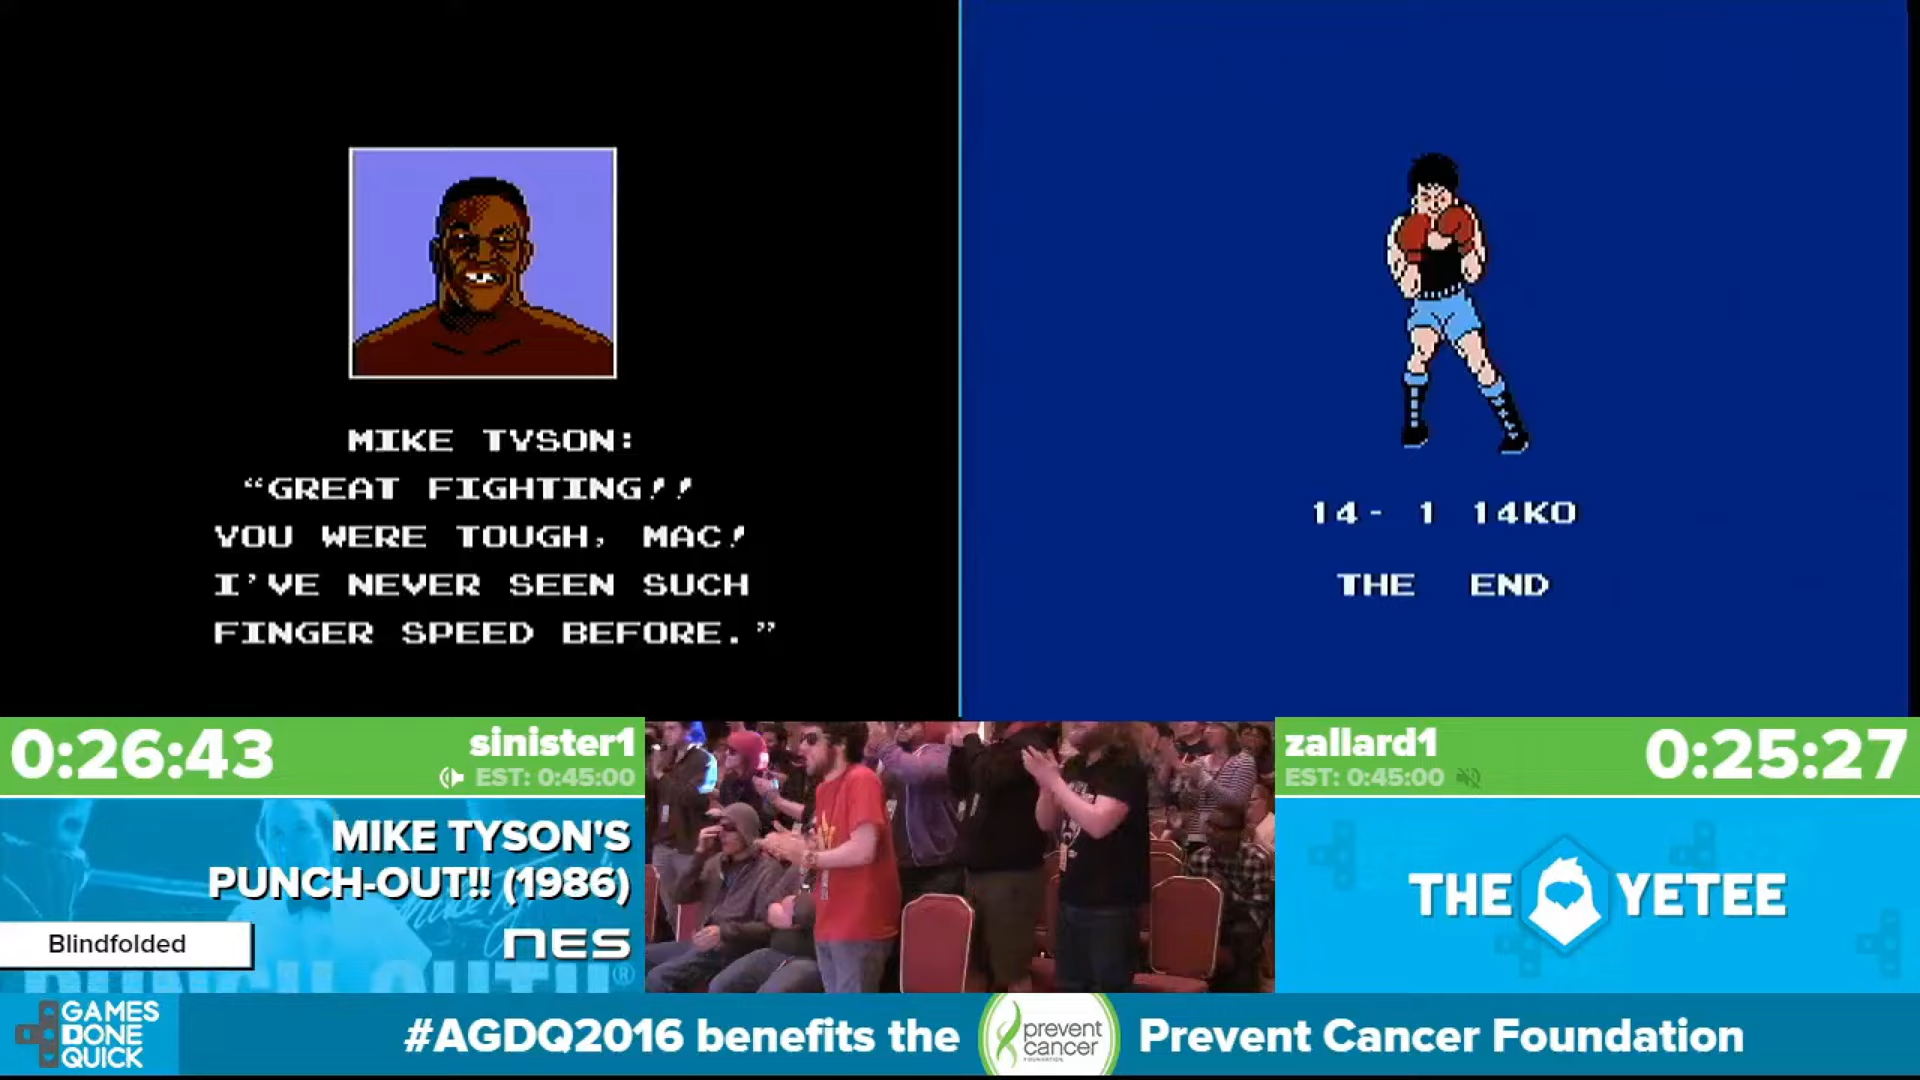 MIKE TYSON:
“GREAT FIGHTING!!
YOU WERE TOUGH, MAC!
I’VE NEVER SEEN SUCH
FINGER SPEED BEFORE.”
14- 1 14KO
THE END
0:26:43
sinister1
EST: 0:45:00
zallard1
EST: 0:45:00
0:25:27
MIKE TYSON'S
PUNCH-OUT!! (1986)
Blindfolded
NES
THE YETEE
GAMES
DONE
QUICK
#AGDQ2016 benefits the
prevent
cancer
FOUNDATION
Prevent Cancer Foundation